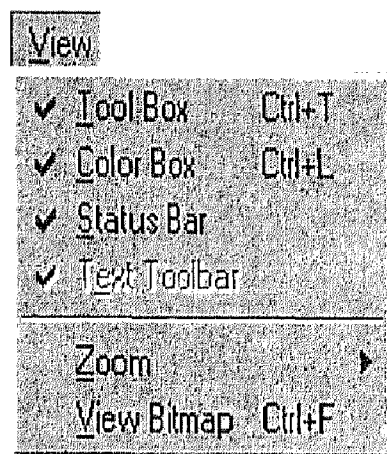 View
Tool Box Ctrl+T
Color Box Ctrl+L
Status Bar
Text Toolbar
Zoom
View Bitmap Ctrl+F